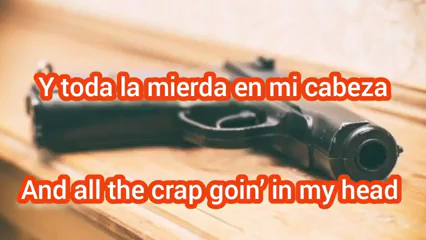 Y toda la mierda en mi cabeza
And all the crap goin' in my head